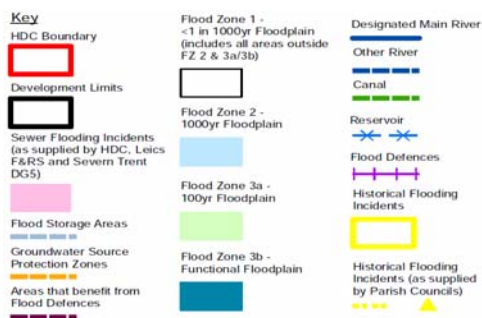 Key
HDC Boundary
Development Limits
Sewer Flooding Incidents
(as supplied by HDC, Leics
F&RS and Severn Trent
DG5)
Flood Storage Areas
Groundwater Source
Protection Zones
Areas that benefit from
Flood Defences
Flood Zone 1 -
<1 in 1000yr Floodplain
(includes all areas outside
FZ 2 & 3a/3b)
Flood Zone 2 -
1000yr Floodplain
Flood Zone 3a -
100yr Floodplain
Flood Zone 3b -
Functional Floodplain
Designated Main River
Other River
Canal
Reservoir
Flood Defences
Historical Flooding
Incidents
Historical Flooding
Incidents (as supplied
by Parish Councils)